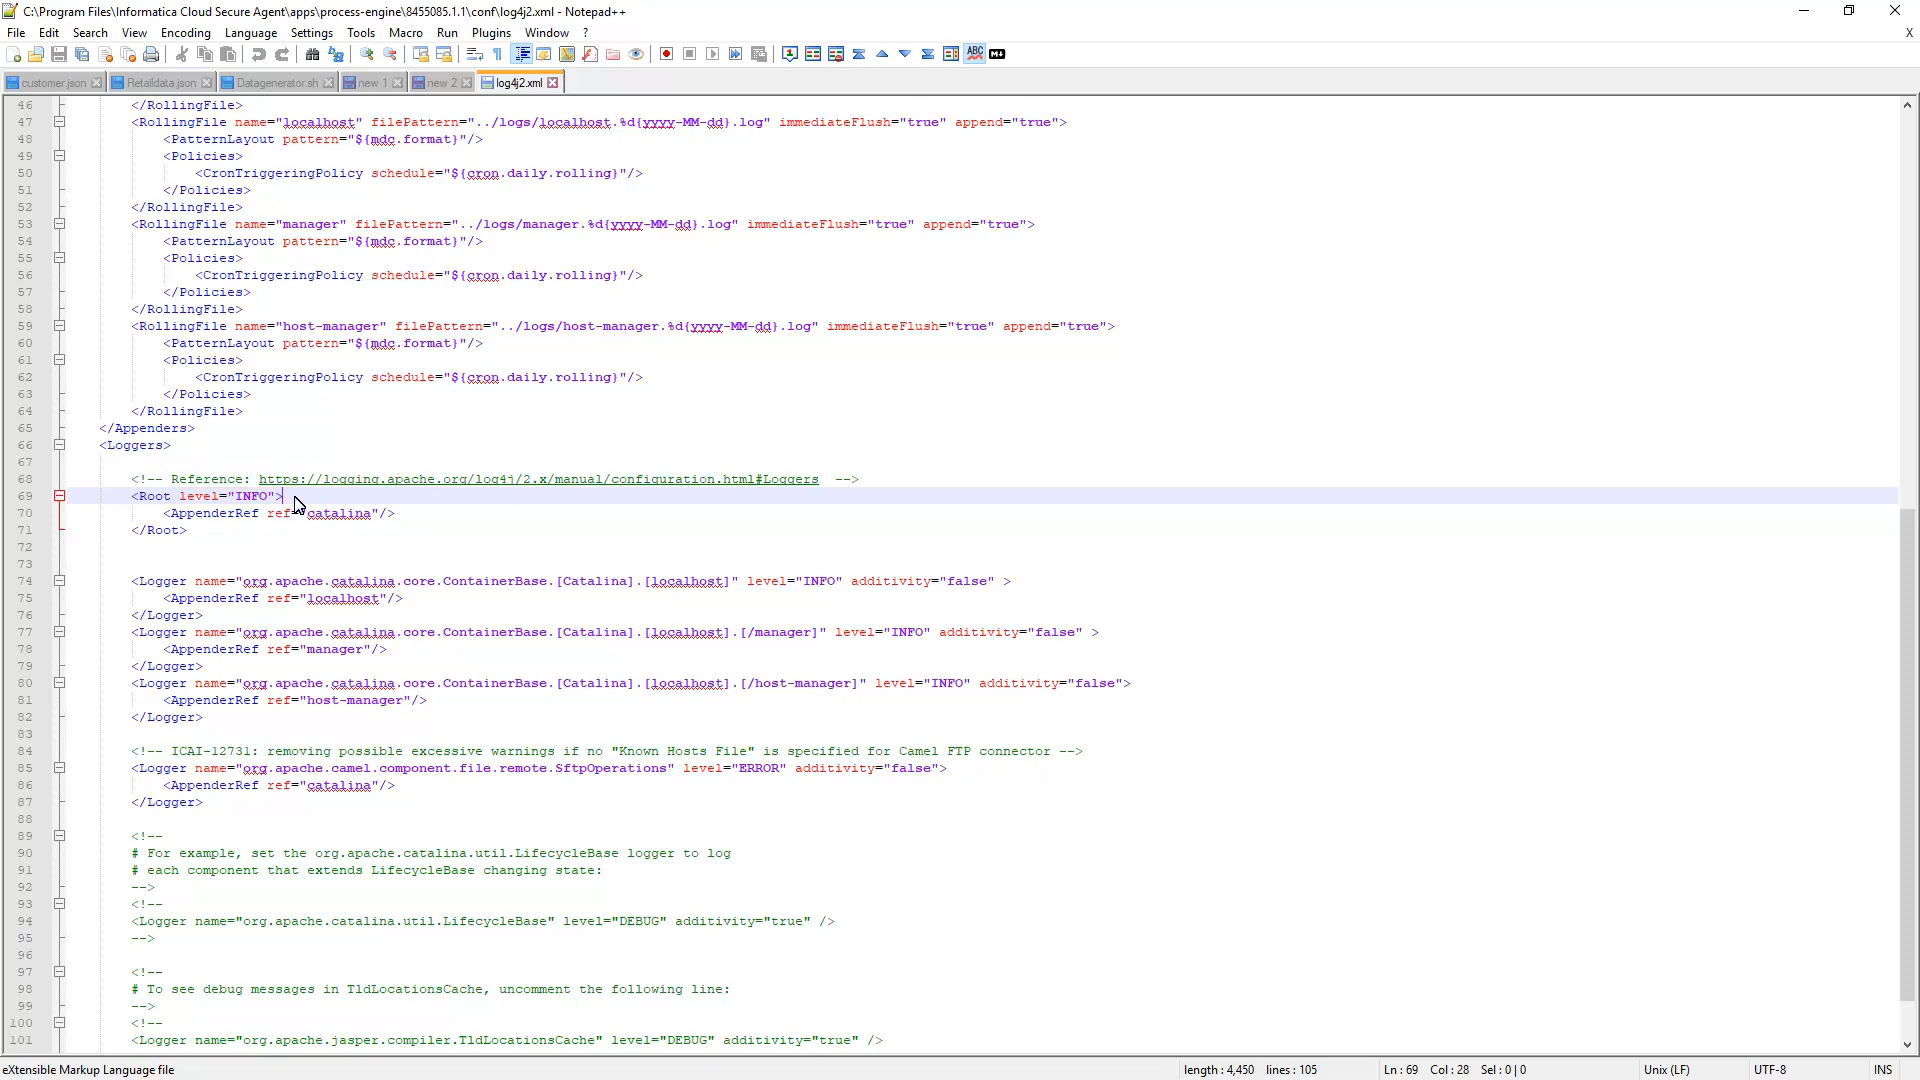 C:\Program Files\Informatica Cloud Secure Agent\apps\process-engine\8455085.1.1\conf\log4j2.xml - Notepad++
File Edit Search View Encoding Language Settings Tools Macro Run Plugins Window ? X
customer.json Retaildata.json Datagenerator.sh new 1 new 2 log4j2.xml
46 </RollingFile>
47 <RollingFile name="localhost" filePattern="../logs/localhost.%d{yyyy-MM-dd}.log" immediateFlush="true" append="true">
48 <PatternLayout pattern="${mdc.format}"/>
49 <Policies>
50 <CronTriggeringPolicy schedule="${cron.daily.rolling}"/>
51 </Policies>
52 </RollingFile>
53 <RollingFile name="manager" filePattern="../logs/manager.%d{yyyy-MM-dd}.log" immediateFlush="true" append="true">
54 <PatternLayout pattern="${mdc.format}"/>
55 <Policies>
56 <CronTriggeringPolicy schedule="${cron.daily.rolling}"/>
57 </Policies>
58 </RollingFile>
59 <RollingFile name="host-manager" filePattern="../logs/host-manager.%d{yyyy-MM-dd}.log" immediateFlush="true" append="true">
60 <PatternLayout pattern="${mdc.format}"/>
61 <Policies>
62 <CronTriggeringPolicy schedule="${cron.daily.rolling}"/>
63 </Policies>
64 </RollingFile>
65 </Appenders>
66 <Loggers>
67
68 <!-- Reference: https://logging.apache.org/log4j/2.x/manual/configuration.html#Loggers -->
69 <Root level="INFO">
70 <AppenderRef ref="catalina"/>
71 </Root>
72
73
74 <Logger name="org.apache.catalina.core.ContainerBase.[Catalina].[localhost]" level="INFO" additivity="false" >
75 <AppenderRef ref="localhost"/>
76 </Logger>
77 <Logger name="org.apache.catalina.core.ContainerBase.[Catalina].[localhost].[/manager]" level="INFO" additivity="false" >
78 <AppenderRef ref="manager"/>
79 </Logger>
80 <Logger name="org.apache.catalina.core.ContainerBase.[Catalina].[localhost].[/host-manager]" level="INFO" additivity="false">
81 <AppenderRef ref="host-manager"/>
82 </Logger>
83
84 <!-- ICAI-12731: removing possible excessive warnings if no "Known Hosts File" is specified for Camel FTP connector -->
85 <Logger name="org.apache.camel.component.file.remote.SftpOperations" level="ERROR" additivity="false">
86 <AppenderRef ref="catalina"/>
87 </Logger>
88
89 <!--
90 # For example, set the org.apache.catalina.util.LifecycleBase logger to log
91 # each component that extends LifecycleBase changing state:
92 -->
93 <!--
94 <Logger name="org.apache.catalina.util.LifecycleBase" level="DEBUG" additivity="true" />
95 -->
96
97 <!--
98 # To see debug messages in TldLocationsCache, uncomment the following line:
99 -->
100 <!--
101 <Logger name="org.apache.jasper.compiler.TldLocationsCache" level="DEBUG" additivity="true" />
eXtensible Markup Language file length : 4,450 lines : 105 Ln : 69 Col : 28 Sel : 0 | 0 Unix (LF) UTF-8 INS